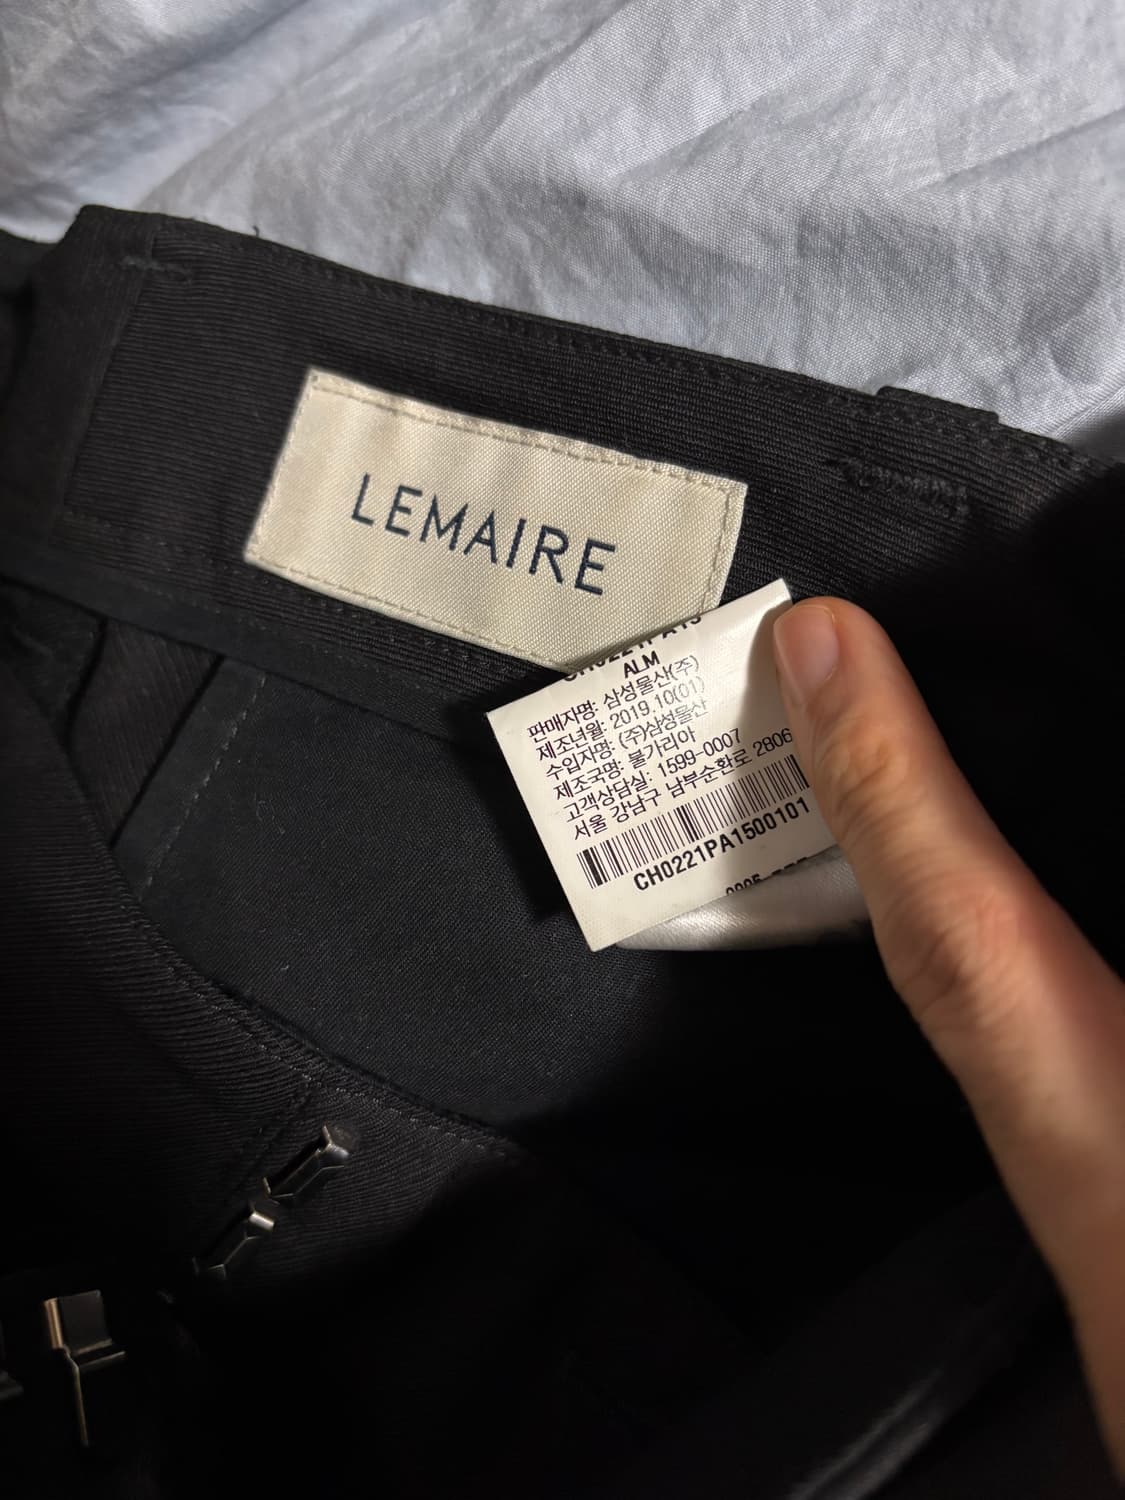 LEMAIRE
ALM
판매자명: 삼성물산(주)
제조년월: 2019.10(01)
수입자명: (주)삼성물산
제조국명: 불가리아
고객상담실: 1599-0007
서울 강남구 남부순환로 2806
CH0221PA1500101